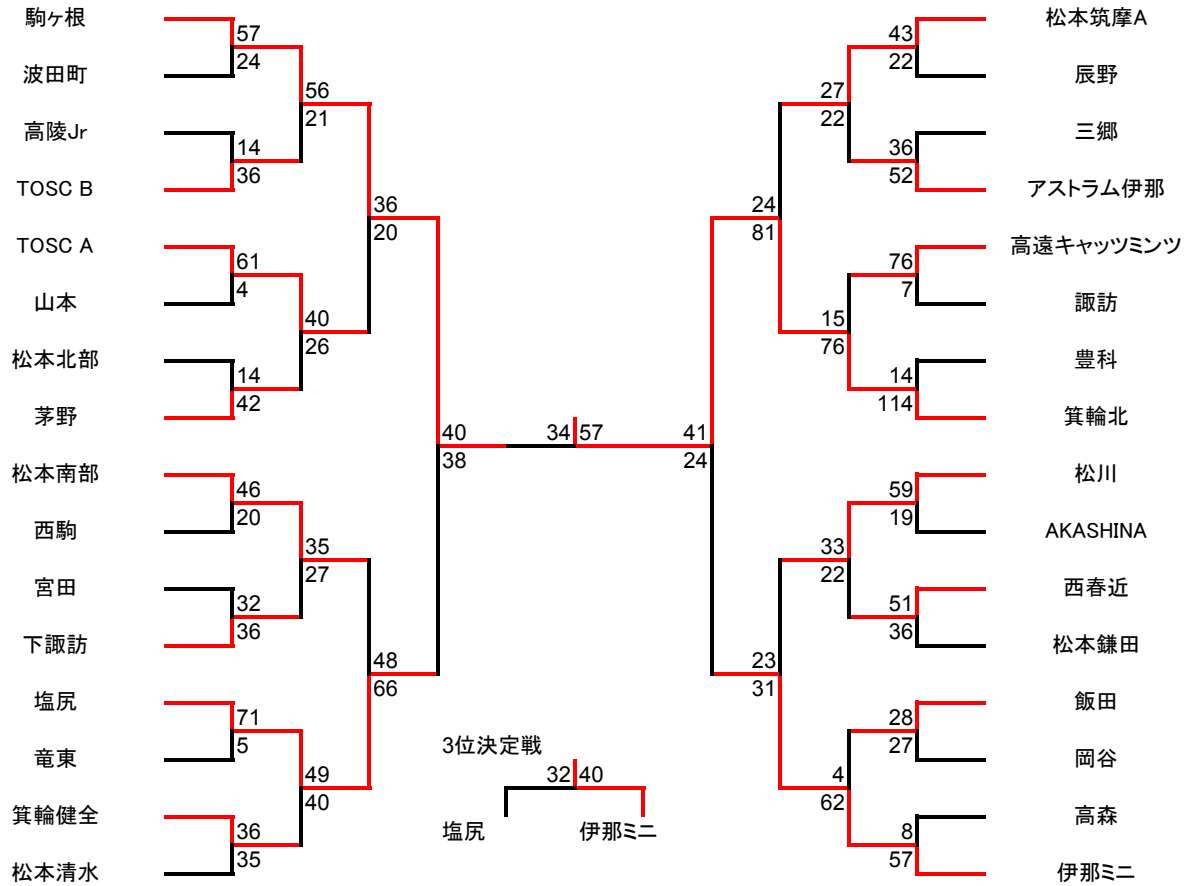 駒ヶ根
57
24
波田町
56
21
高陵Jr
14
36
TOSC B
36
20
TOSC A
61
4
山本
40
26
松本北部
14
42
茅野
40
38
松本南部
46
20
西駒
35
27
宮田
32
36
下諏訪
48
66
塩尻
71
5
竜東
49
40
箕輪健全
36
35
松本清水
34 57
3位決定戦
32 40
塩尻 伊那ミニ
松本筑摩A
43
22
辰野
27
22
三郷
36
52
アストラム伊那
24
81
高遠キャッツミンツ
76
7
諏訪
15
76
豊科
14
114
箕輪北
41
24
松川
59
19
AKASHINA
33
22
西春近
51
36
松本鎌田
23
31
飯田
28
27
岡谷
4
62
高森
8
57
伊那ミニ